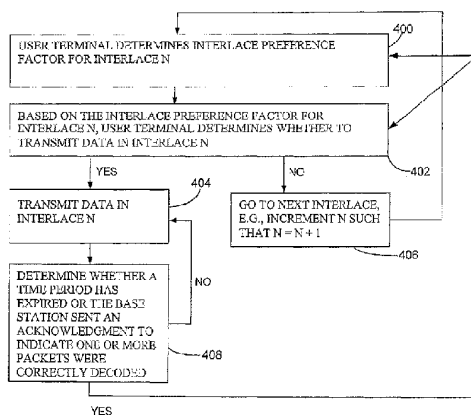 400
USER TERMINAL DETERMINES INTERLACE PREFERENCE
FACTOR FOR INTERLACE N
BASED ON THE INTERLACE PREFERENCE FACTOR FOR
INTERLACE N, USER TERMINAL DETERMINES WHETHER TO
TRANSMIT DATA IN INTERLACE N
402
YES
NO
404
TRANSMIT DATA IN
INTERLACE N
GO TO NEXT INTERLACE,
E.G., INCREMENT N SUCH
THAT N = N + 1
406
NO
DETERMINE WHETHER A
TIME PERIOD HAS
EXPIRED OR THE BASE
STATION SENT AN
ACKNOWLEDGMENT TO
INDICATE ONE OR MORE
PACKETS WERE
CORRECTLY DECODED
408
YES